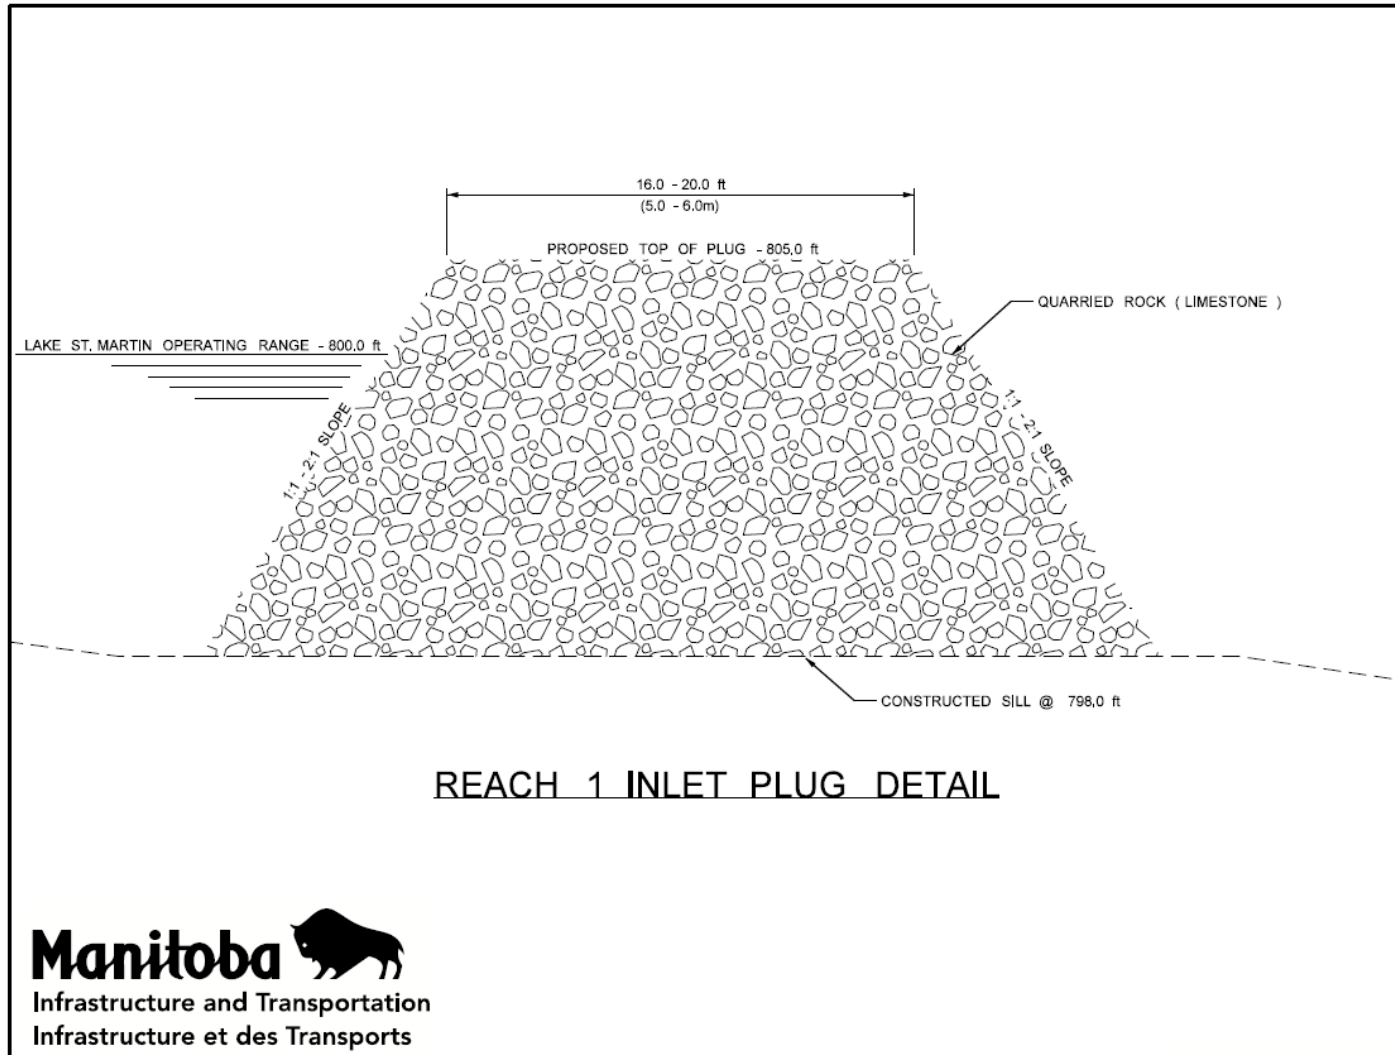 16.0 - 20.0 ft
(5.0 - 6.0m)
PROPOSED TOP OF PLUG - 805.0 ft
QUARRIED ROCK ( LIMESTONE )
LAKE ST. MARTIN OPERATING RANGE - 800.0 ft
1:1 - 2:1 SLOPE
1:1 - 2:1 SLOPE
CONSTRUCTED SILL @ 798.0 ft
REACH 1 INLET PLUG DETAIL
Manitoba
Infrastructure and Transportation
Infrastructure et des Transports